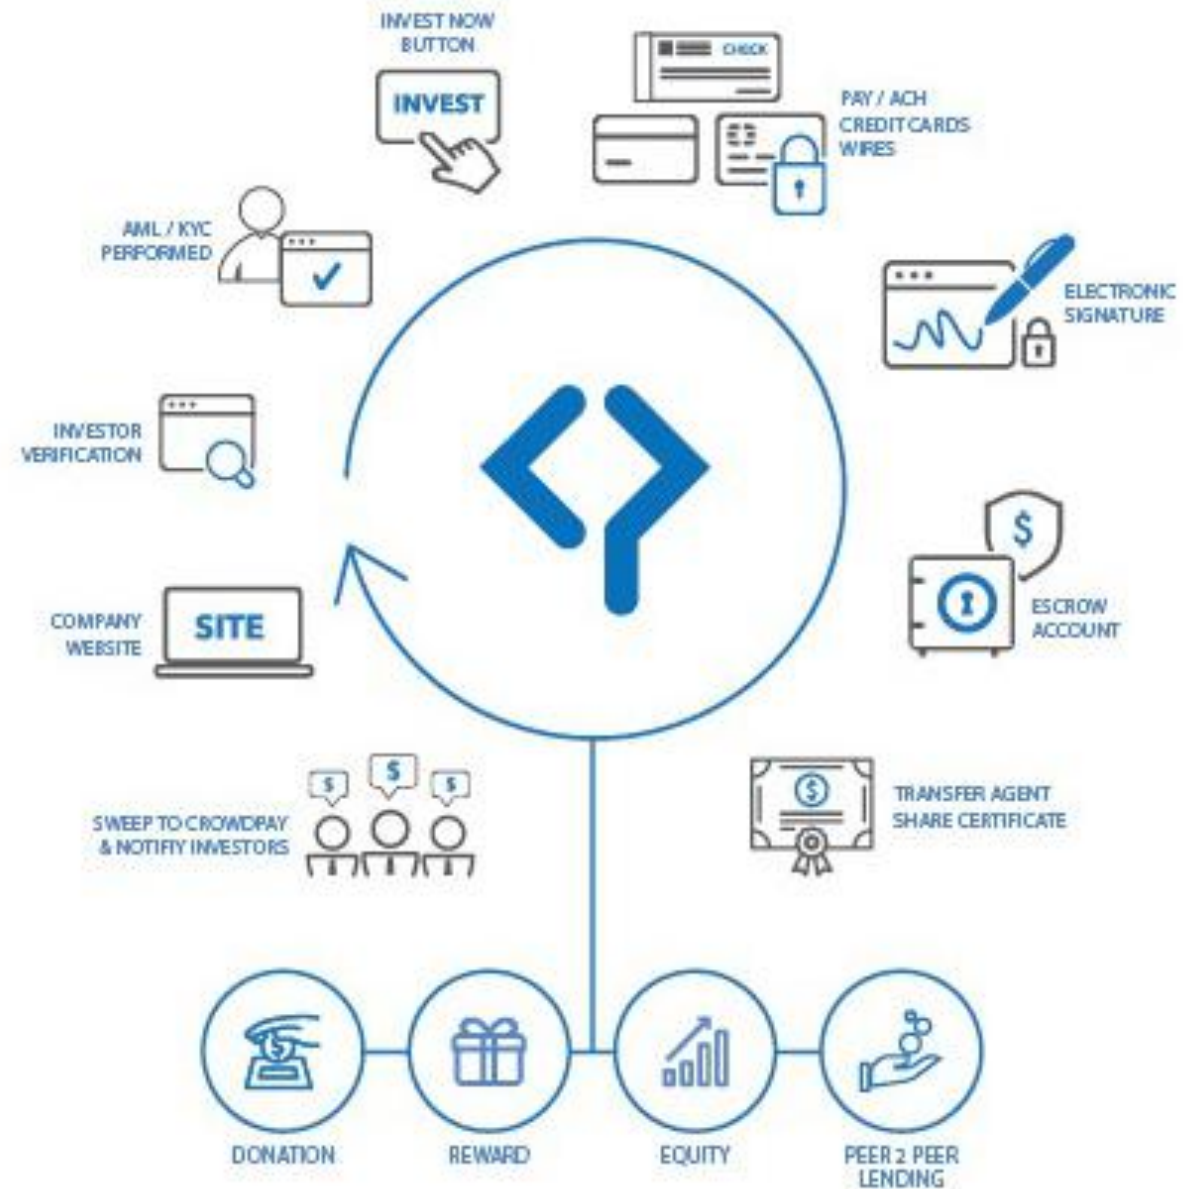 INVEST NOW
BUTTON
INVEST
CHECK
PAY / ACH
CREDIT CARDS
WIRES
AML / KYC
PERFORMED
ELECTRONIC
SIGNATURE
INVESTOR
VERIFICATION
$
ESCROW
ACCOUNT
COMPANY
WEBSITE
SITE
$ $ $
SWEEP TO CROWDPAY
& NOTIFIY INVESTORS
$
TRANSFER AGENT
SHARE CERTIFICATE
$
DONATION
REWARD
EQUITY
PEER 2 PEER
LENDING